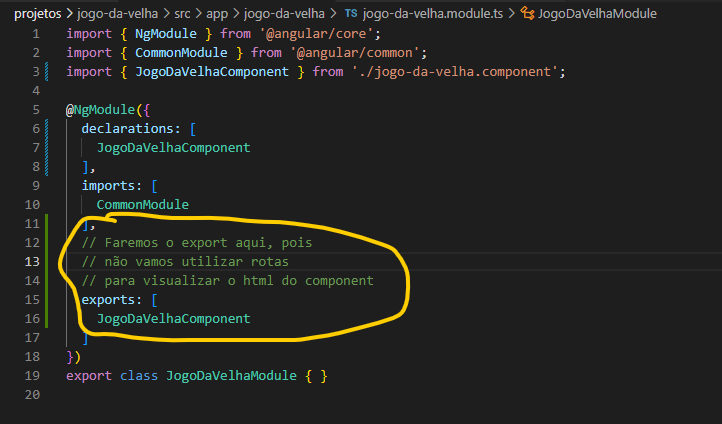 projetos > jogo-da-velha > src > app > jogo-da-velha > TS jogo-da-velha.module.ts > JogoDaVelhaModule
1 import { NgModule } from '@angular/core';
2 import { CommonModule } from '@angular/common';
3 import { JogoDaVelhaComponent } from './jogo-da-velha.component';
4
5 @NgModule({
6 declarations: [
7 JogoDaVelhaComponent
8 ],
9 imports: [
10 CommonModule
11 ],
12 // Faremos o export aqui, pois
13 // não vamos utilizar rotas
14 // para visualizar o html do component
15 exports: [
16 JogoDaVelhaComponent
17 ]
18 })
19 export class JogoDaVelhaModule { }
20